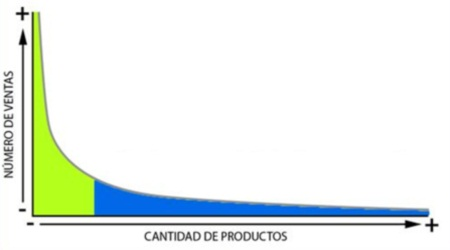 +
NÚMERO DE VENTAS
-
-
+
CANTIDAD DE PRODUCTOS